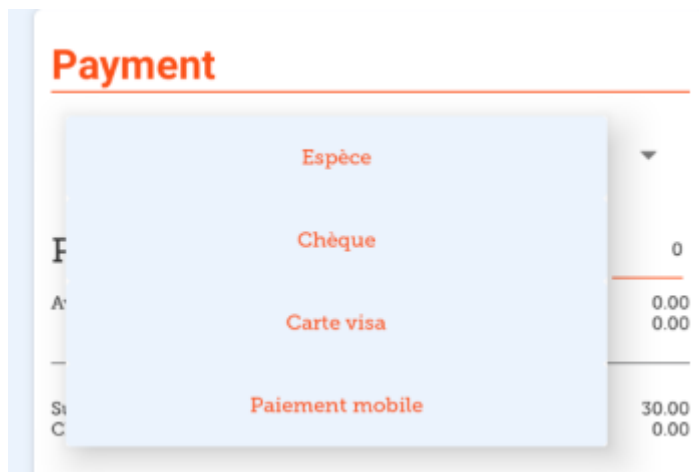 Payment
Espèce
Chèque
0
Carte visa
0.00
0.00
Paiement mobile
30.00
0.00